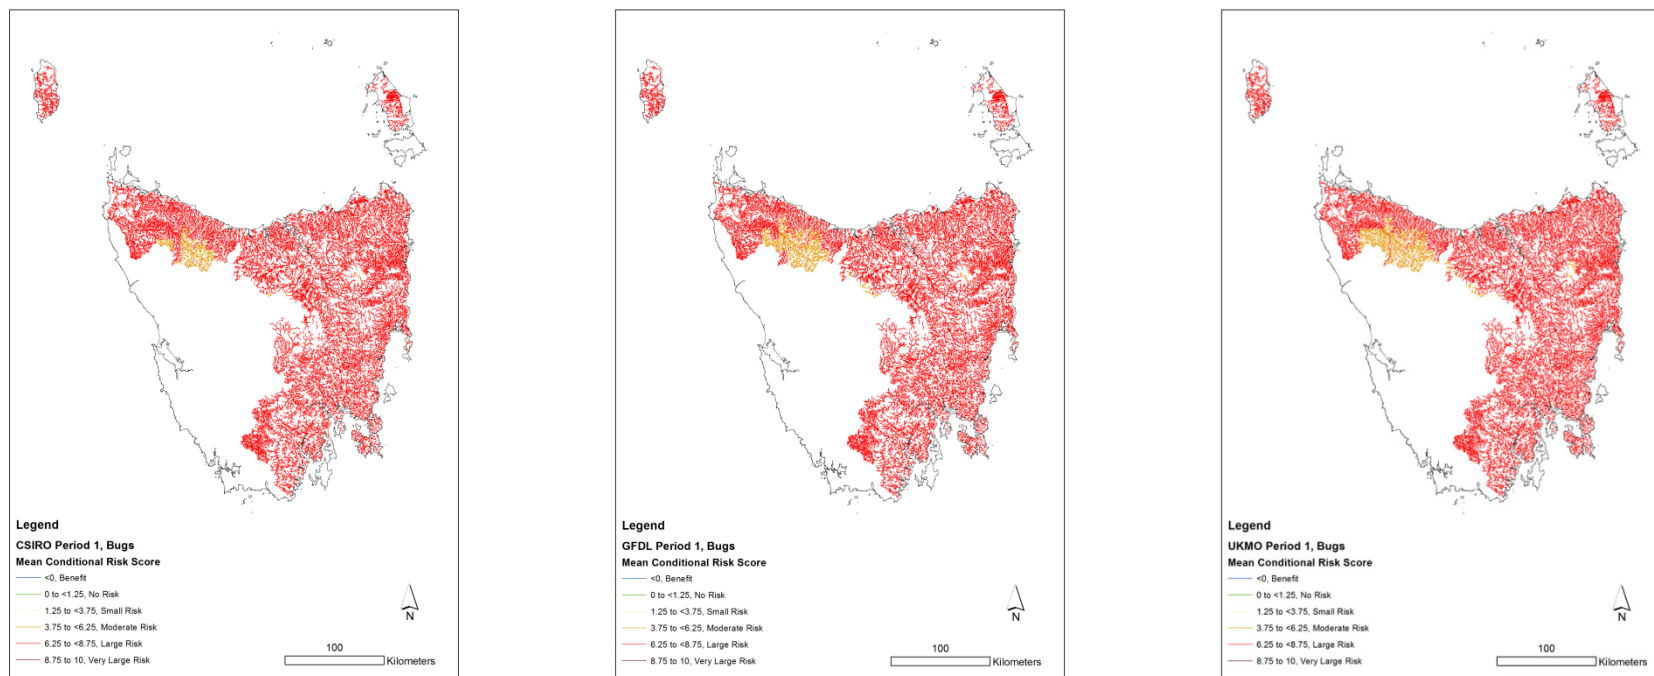 Legend
CSIRO Period 1, Bugs
Mean Conditional Risk Score
<0, Benefit
0 to <1.25, No Risk
1.25 to <3.75, Small Risk
3.75 to <6.25, Moderate Risk
6.25 to <8.75, Large Risk
8.75 to 10, Very Large Risk
N
100
Kilometers
Legend
GFDL Period 1, Bugs
Mean Conditional Risk Score
<0, Benefit
0 to <1.25, No Risk
1.25 to <3.75, Small Risk
3.75 to <6.25, Moderate Risk
6.25 to <8.75, Large Risk
8.75 to 10, Very Large Risk
N
100
Kilometers
Legend
UKMO Period 1, Bugs
Mean Conditional Risk Score
<0, Benefit
0 to <1.25, No Risk
1.25 to <3.75, Small Risk
3.75 to <6.25, Moderate Risk
6.25 to <8.75, Large Risk
8.75 to 10, Very Large Risk
N
100
Kilometers